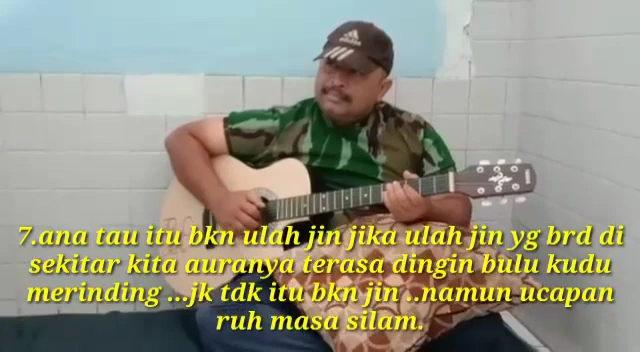 adidas
7.ana tau itu bkn ulah jin jika ulah jin yg brd di
sekitar kita auranya terasa dingin bulu kudu
merinding ...jk tdk itu bkn jin ..namun ucapan
ruh masa silam.